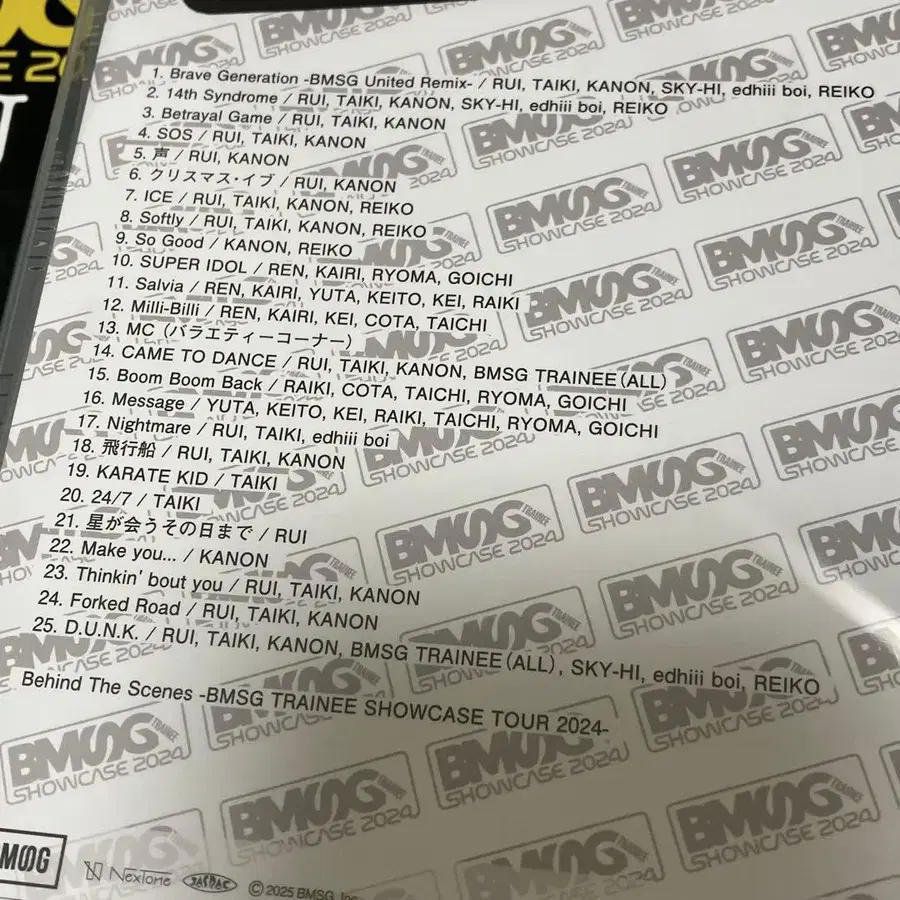 1. Brave Generation -BMSG United Remix- / RUI, TAIKI, KANON, SKY-HI, edhiii boi, REIKO
2. 14th Syndrome / RUI, TAIKI, KANON, SKY-HI, edhiii boi, REIKO
3. Betrayal Game / RUI, TAIKI, KANON
4. SOS / RUI, TAIKI, KANON
5. 声 / RUI, KANON
6. クリスマス・イブ / RUI, KANON
7. ICE / RUI, TAIKI, KANON, REIKO
8. Softly / RUI, TAIKI, KANON, REIKO
9. So Good / KANON, REIKO
10. SUPER IDOL / REN, KAIRI, RYOMA, GOICHI
11. Salvia / REN, KAIRI, YUTA, KEITO, KEI, RAIKI
12. Milli-Billi / REN, KAIRI, KEI, COTA, TAICHI
13. MC (バラエティーコーナー)
14. CAME TO DANCE / RUI, TAIKI, KANON, BMSG TRAINEE(ALL)
15. Boom Boom Back / RAIKI, COTA, TAICHI, RYOMA, GOICHI
16. Message / YUTA, KEITO, KEI, RAIKI, TAICHI, RYOMA, GOICHI
17. Nightmare / RUI, TAIKI, edhiii boi
18. 飛行船 / RUI, TAIKI, KANON
19. KARATE KID / TAIKI
20. 24/7 / TAIKI
21. 星が会うその日まで / RUI
22. Make you... / KANON
23. Thinkin' bout you / RUI, TAIKI, KANON
24. Forked Road / RUI, TAIKI, KANON
25. D.U.N.K. / RUI, TAIKI, KANON, BMSG TRAINEE(ALL), SKY-HI, edhiii boi, REIKO
Behind The Scenes -BMSG TRAINEE SHOWCASE TOUR 2024-
BMSG TRAINEE SHOWCASE 2024
NexTone JASRAC ©2025 BMSG, Inc.